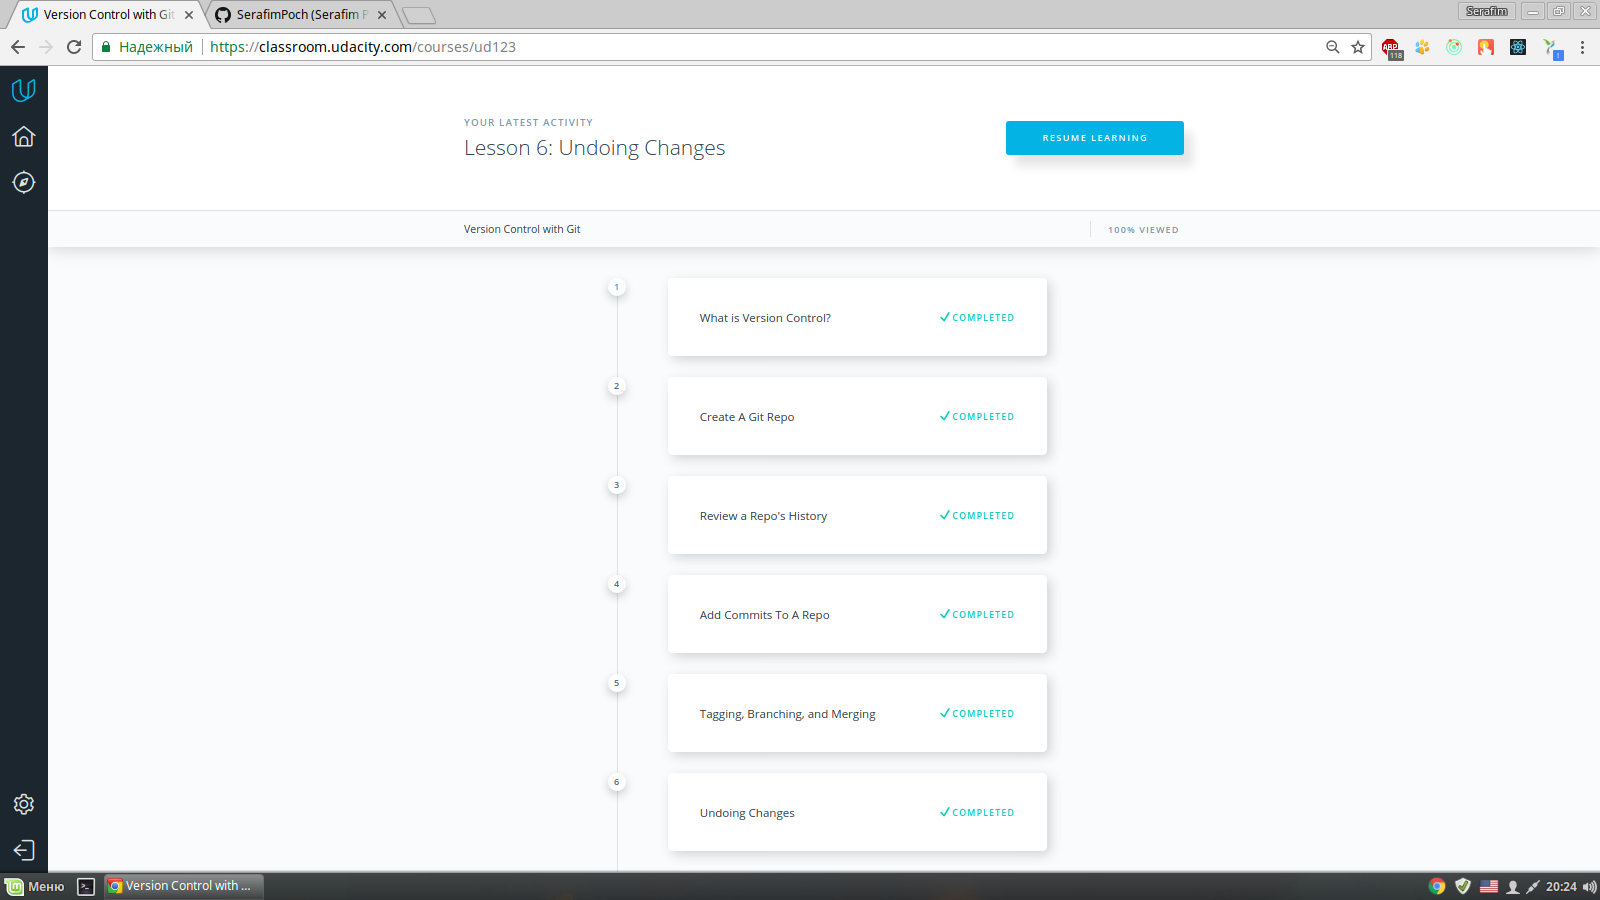 Version Control with Git
SerafimPoch (Serafim P
Serafim
Надежный
https://classroom.udacity.com/courses/ud123
ABP
118
1
YOUR LATEST ACTIVITY
Lesson 6: Undoing Changes
RESUME LEARNING
Version Control with Git
100% VIEWED
1
What is Version Control?
COMPLETED
2
Create A Git Repo
COMPLETED
3
Review a Repo's History
COMPLETED
4
Add Commits To A Repo
COMPLETED
5
Tagging, Branching, and Merging
COMPLETED
6
Undoing Changes
COMPLETED
Меню
Version Control with ...
20:24